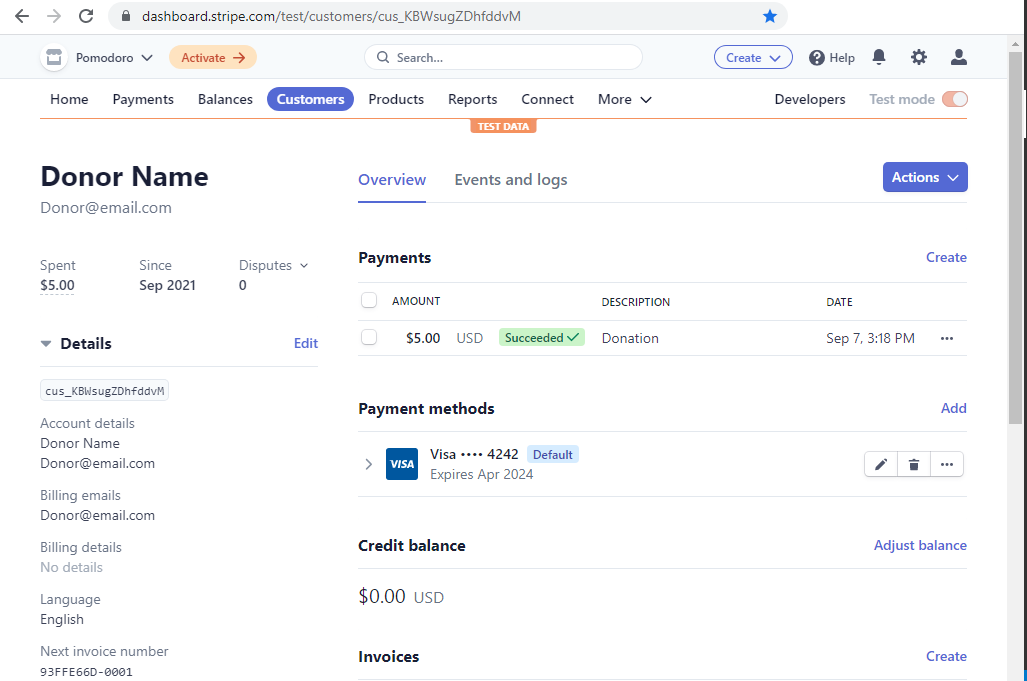 dashboard.stripe.com/test/customers/cus_KBWsugZDhfddvM
Pomodoro Activate → Search... Create Help
Home Payments Balances Customers Products Reports Connect More Developers Test mode
TEST DATA
Donor Name
Donor@email.com
Spent Since Disputes
$5.00 Sep 2021 0
Details Edit
cus_KBWsugZDhfddvM
Account details
Donor Name
Donor@email.com
Billing emails
Donor@email.com
Billing details
No details
Language
English
Next invoice number
93FFE66D-0001
Overview Events and logs Actions
Payments Create
AMOUNT DESCRIPTION DATE
$5.00 USD Succeeded ✓ Donation Sep 7, 3:18 PM •••
Payment methods Add
VISA Visa •••• 4242 Default
Expires Apr 2024
Credit balance Adjust balance
$0.00 USD
Invoices Create